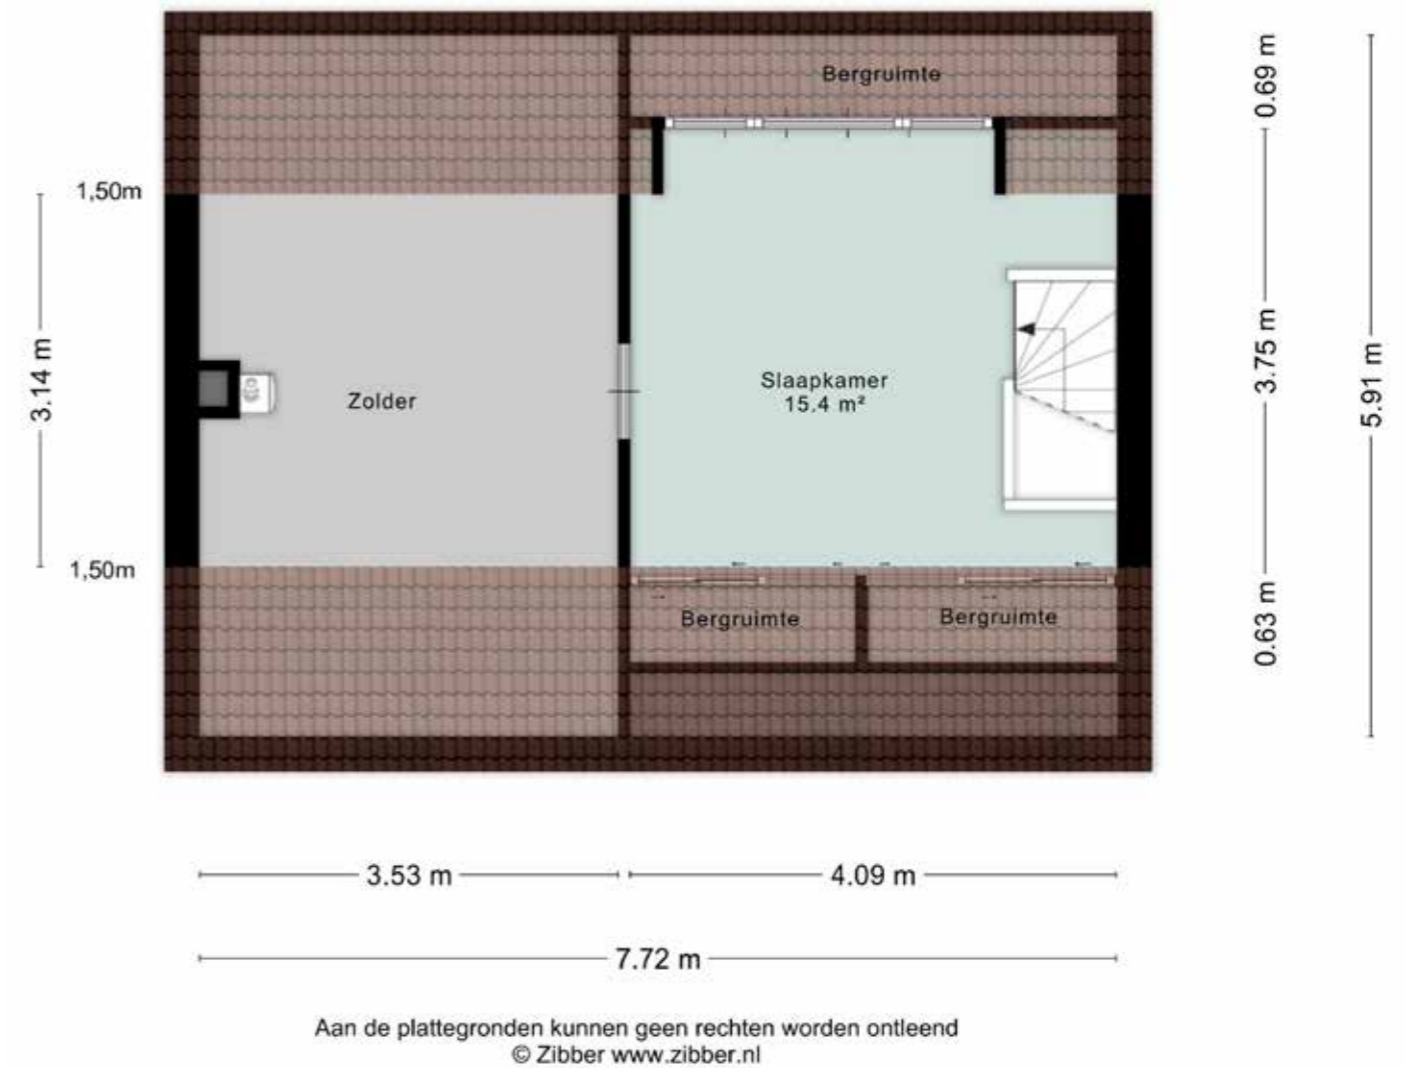 Bergruimte
0.69 m
1,50m
3.14 m
Zolder
Slaapkamer
15.4 m²
3.75 m
5.91 m
1,50m
Bergruimte
Bergruimte
0.63 m
3.53 m
4.09 m
7.72 m
Aan de plattegronden kunnen geen rechten worden ontleend
© Zibber www.zibber.nl